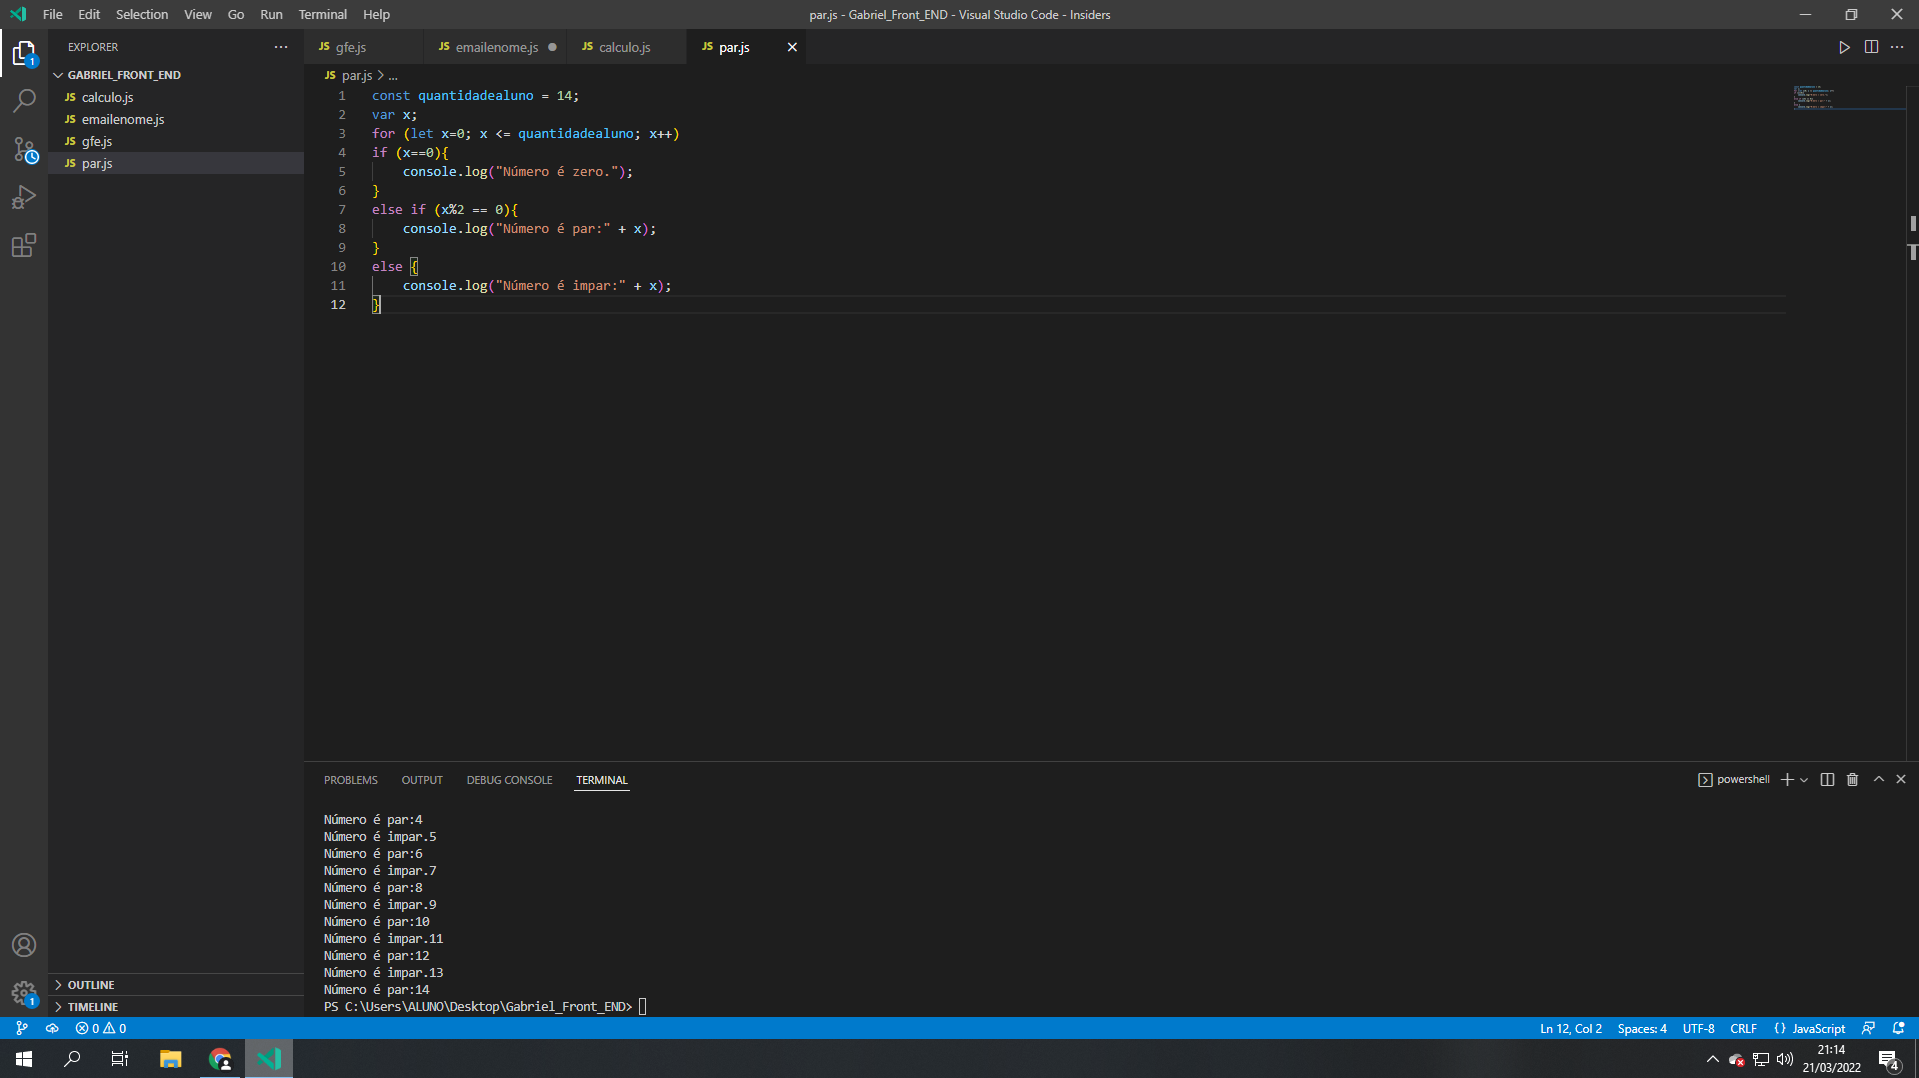 File Edit Selection View Go Run Terminal Help
par.js - Gabriel_Front_END - Visual Studio Code - Insiders
EXPLORER
GABRIEL_FRONT_END
JS calculo.js
JS emailenome.js
JS gfe.js
JS par.js
OUTLINE
TIMELINE
1
1
JS gfe.js JS emailenome.js JS calculo.js JS par.js
JS par.js > ...
1 const quantidadealuno = 14;
2 var x;
3 for (let x=0; x <= quantidadealuno; x++)
4 if (x==0){
5 console.log("Número é zero.");
6 }
7 else if (x%2 == 0){
8 console.log("Número é par:" + x);
9 }
10 else {
11 console.log("Número é impar:" + x);
12 }
PROBLEMS OUTPUT DEBUG CONSOLE TERMINAL
powershell
Número é par:4
Número é impar.5
Número é par:6
Número é impar.7
Número é par:8
Número é impar.9
Número é par:10
Número é impar.11
Número é par:12
Número é impar.13
Número é par:14
PS C:\Users\ALUNO\Desktop\Gabriel_Front_END>
0 0
Ln 12, Col 2 Spaces: 4 UTF-8 CRLF {} JavaScript
21:14
21/03/2022
4